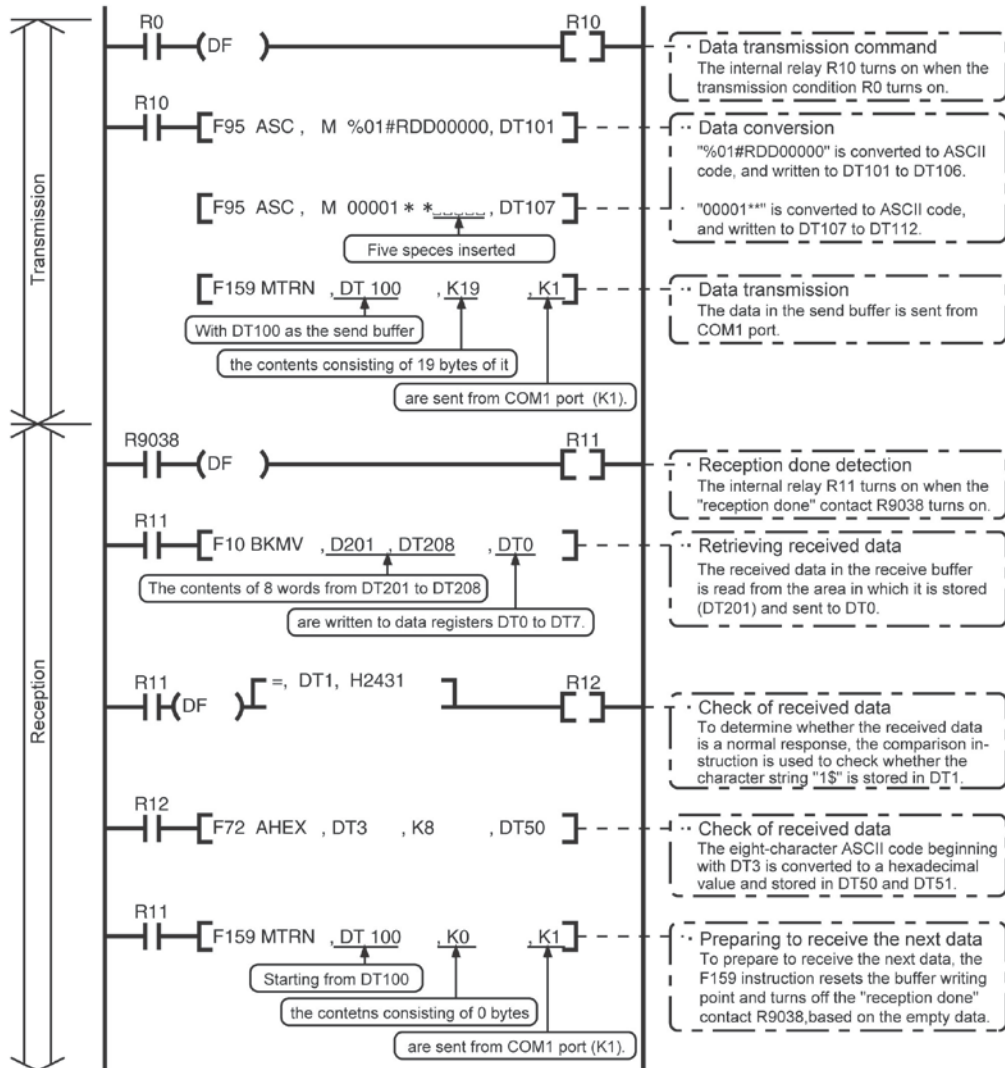 Transmission
R0
DF
R10
Data transmission command
The internal relay R10 turns on when the
transmission condition R0 turns on.
R10
F95 ASC , M %01#RDD00000, DT101
Data conversion
"%01#RDD00000" is converted to ASCII
code, and written to DT101 to DT106.
F95 ASC , M 00001 * * , DT107
"00001**" is converted to ASCII code,
and written to DT107 to DT112.
Five speces inserted
F159 MTRN , DT 100 , K19 , K1
Data transmission
The data in the send buffer is sent from
COM1 port.
With DT100 as the send buffer
the contents consisting of 19 bytes of it
are sent from COM1 port (K1).
Reception
R9038
DF
R11
Reception done detection
The internal relay R11 turns on when the
"reception done" contact R9038 turns on.
R11
F10 BKMV , D201 , DT208 , DT0
Retrieving received data
The received data in the receive buffer
is read from the area in which it is stored
(DT201) and sent to DT0.
The contents of 8 words from DT201 to DT208
are written to data registers DT0 to DT7.
R11
DF
=, DT1, H2431
R12
Check of received data
To determine whether the received data
is a normal response, the comparison in-
struction is used to check whether the
character string "1$" is stored in DT1.
R12
F72 AHEX , DT3 , K8 , DT50
Check of received data
The eight-character ASCII code beginning
with DT3 is converted to a hexadecimal
value and stored in DT50 and DT51.
R11
F159 MTRN , DT 100 , K0 , K1
Preparing to receive the next data
To prepare to receive the next data, the
F159 instruction resets the buffer writing
point and turns off the "reception done"
contact R9038,based on the empty data.
Starting from DT100
the contetns consisting of 0 bytes
are sent from COM1 port (K1).